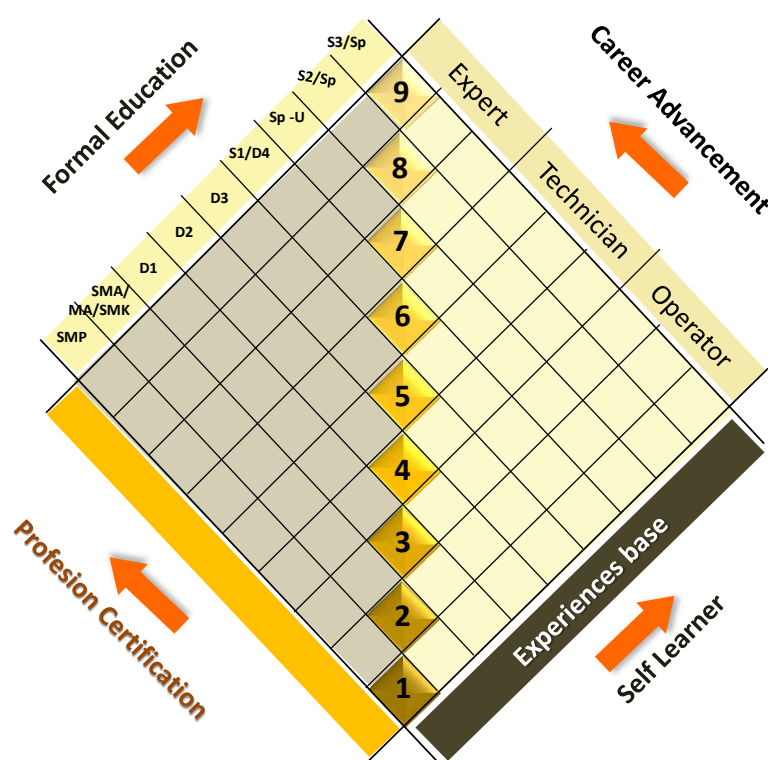 Formal Education
S3/Sp
S2/Sp
Sp -U
S1/D4
D3
D2
D1
SMA/
MA/SMK
SMP
Career Advancement
Expert
Technician
Operator
9
8
7
6
5
4
3
2
1
Profesion Certification
Experiences base
Self Learner